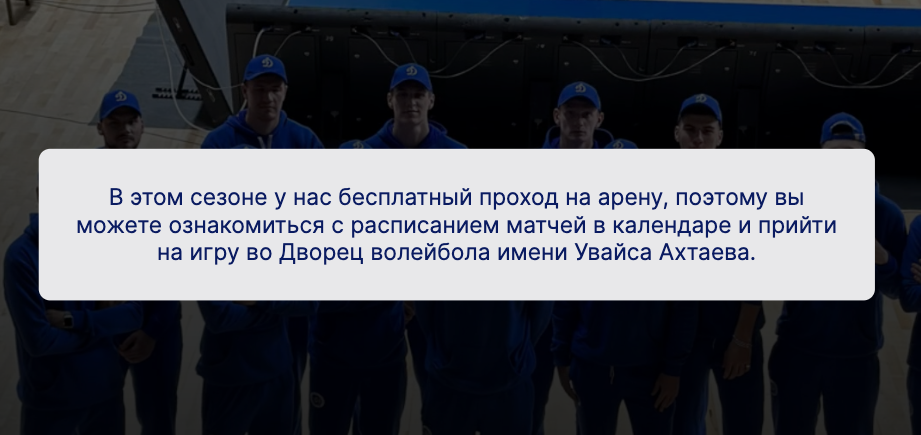 В этом сезоне у нас бесплатный проход на арену, поэтому вы
можете ознакомиться с расписанием матчей в календаре и прийти
на игру во Дворец волейбола имени Увайса Ахтаева.